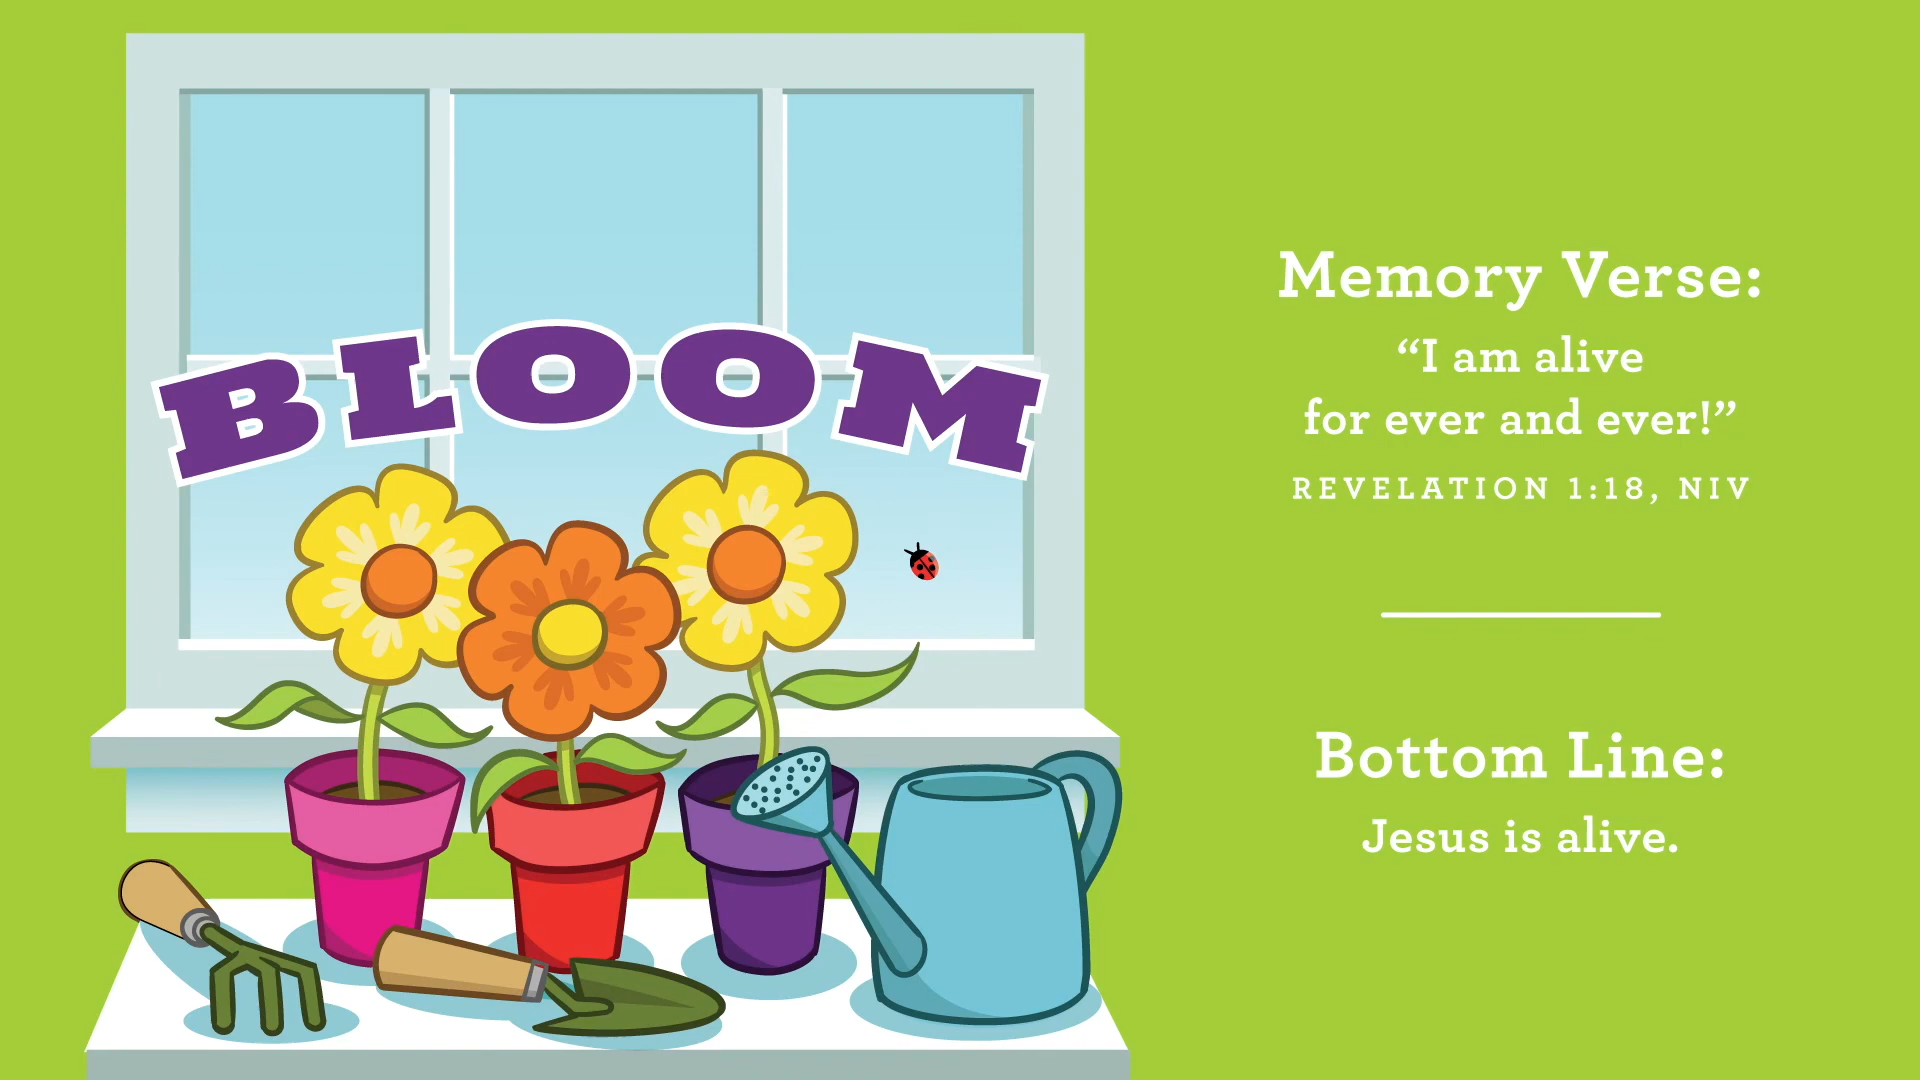 BLOOM
Memory Verse:
“I am alive
for ever and ever!”
REVELATION 1:18, NIV
Bottom Line:
Jesus is alive.